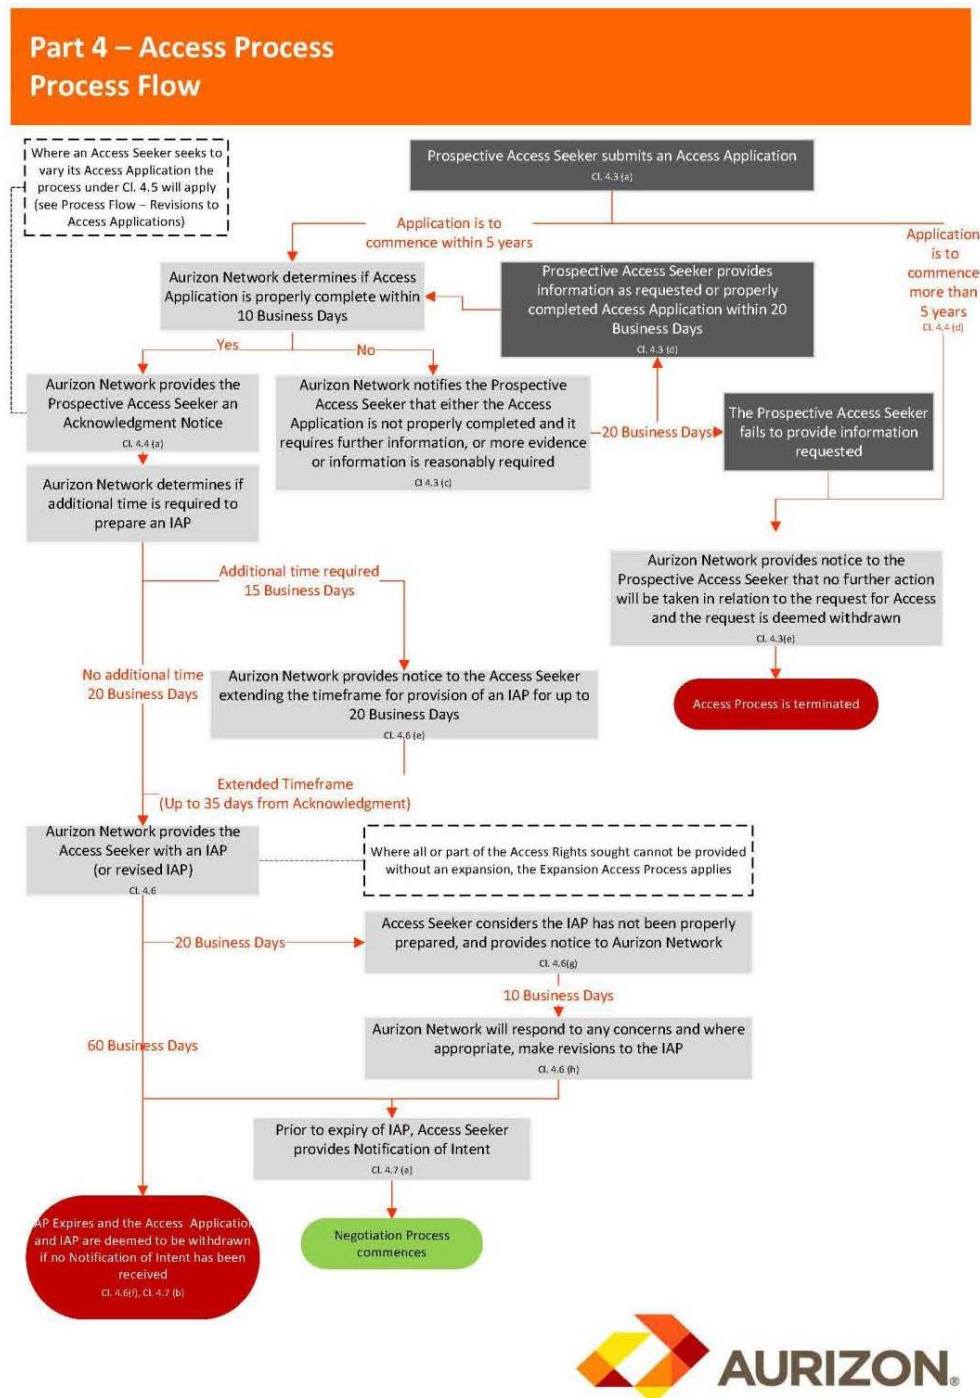 Part 4 – Access Process
Process Flow
Where an Access Seeker seeks to
vary its Access Application the
process under Cl. 4.5 will apply
(see Process Flow – Revisions to
Access Applications)
Prospective Access Seeker submits an Access Application
Cl. 4.3 (a)
Application is to
commence within 5 years
Application
is to
commence
more than
5 years
Cl. 4.4 (d)
Aurizon Network determines if Access
Application is properly complete within
10 Business Days
Prospective Access Seeker provides
information as requested or properly
completed Access Application within 20
Business Days
Cl. 4.3 (d)
Yes
No
Aurizon Network provides the
Prospective Access Seeker an
Acknowledgment Notice
Cl. 4.4 (a)
Aurizon Network notifies the Prospective
Access Seeker that either the Access
Application is not properly completed and it
requires further information, or more evidence
or information is reasonably required
Cl 4.3 (c)
20 Business Days
The Prospective Access Seeker
fails to provide information
requested
Aurizon Network determines if
additional time is required to
prepare an IAP
Aurizon Network provides notice to the
Prospective Access Seeker that no further action
will be taken in relation to the request for Access
and the request is deemed withdrawn
Cl. 4.3(e)
Additional time required
15 Business Days
No additional time
20 Business Days
Aurizon Network provides notice to the Access Seeker
extending the timeframe for provision of an IAP for up to
20 Business Days
Cl. 4.6 (e)
Access Process is terminated
Extended Timeframe
(Up to 35 days from Acknowledgment)
Aurizon Network provides the
Access Seeker with an IAP
(or revised IAP)
Cl. 4.6
Where all or part of the Access Rights sought cannot be provided
without an expansion, the Expansion Access Process applies
20 Business Days
Access Seeker considers the IAP has not been properly
prepared, and provides notice to Aurizon Network
Cl. 4.6(g)
10 Business Days
60 Business Days
Aurizon Network will respond to any concerns and where
appropriate, make revisions to the IAP
Cl. 4.6 (h)
Prior to expiry of IAP, Access Seeker
provides Notification of Intent
Cl. 4.7 (a)
AP Expires and the Access Application
and IAP are deemed to be withdrawn
if no Notification of Intent has been
received
Cl. 4.6(f), Cl. 4.7 (b)
Negotiation Process
commences
AURIZON®